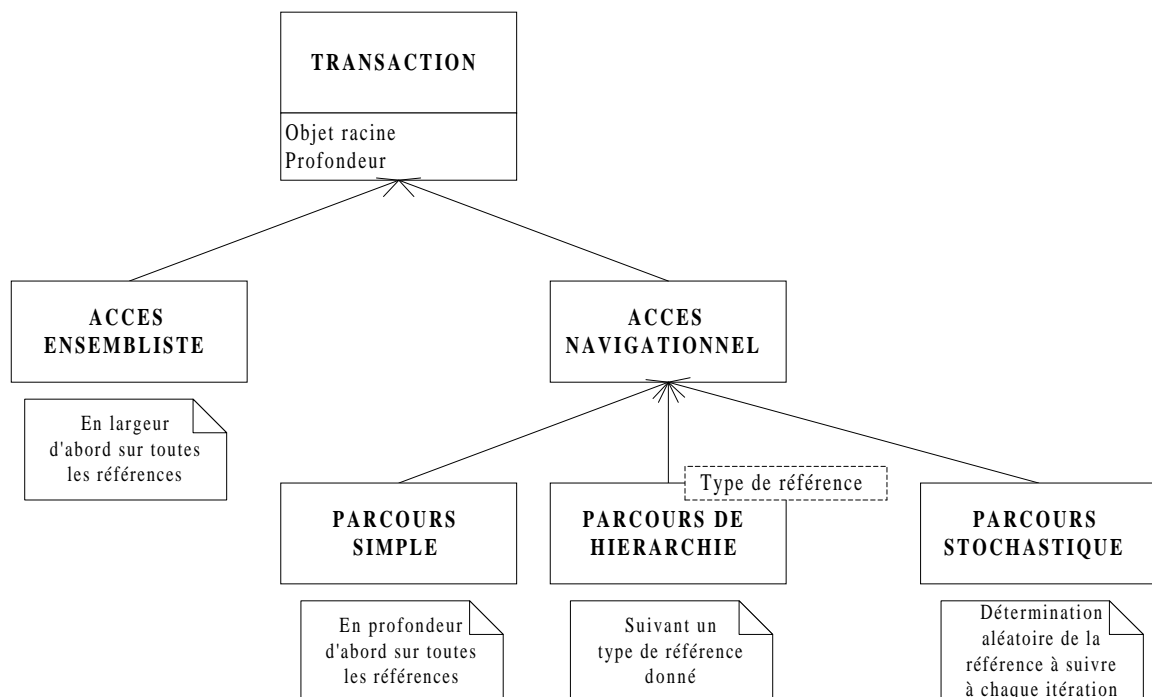 TRANSACTION
Objet racine
Profondeur
ACCES
ENSEMBLISTE
ACCES
NAVIGATIONNEL
En largeur
d'abord sur toutes
les références
Type de référence
PARCOURS
SIMPLE
PARCOURS DE
HIERARCHIE
PARCOURS
STOCHASTIQUE
En profondeur
d'abord sur toutes
les références
Suivant un
type de référence
donné
Détermination
aléatoire de la
référence à suivre
à chaque itération